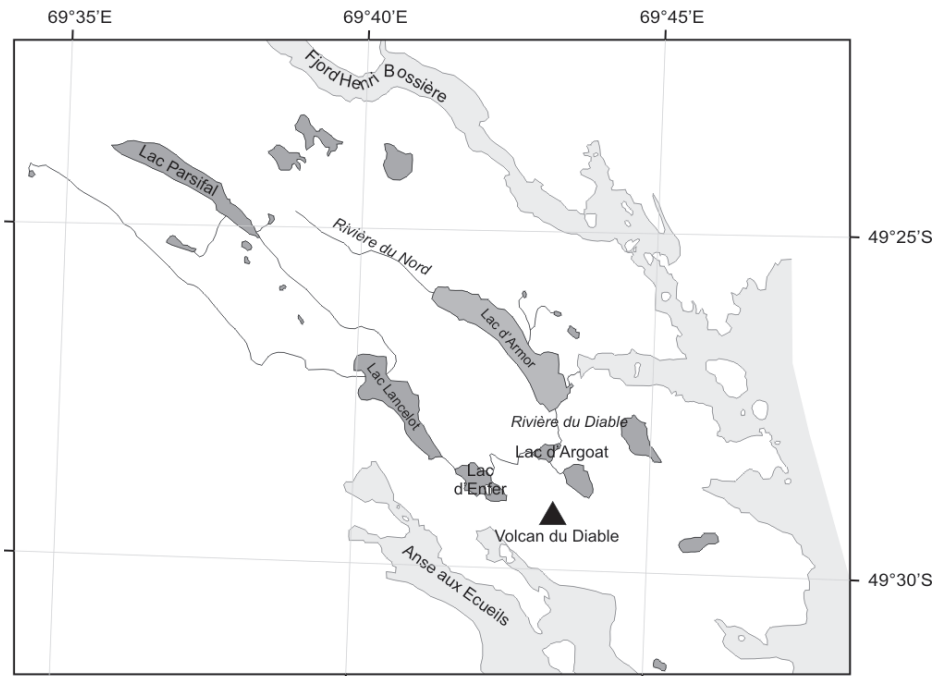 69°35'E
69°40'E
69°45'E
Fjord Henri Bossière
Lac Parsifal
Rivière du Nord
49°25'S
Lac d'Armor
Lac Lancelot
Rivière du Diable
Lac d'Argoat
Lac
d'Enfer
Volcan du Diable
Anse aux Ecueils
49°30'S